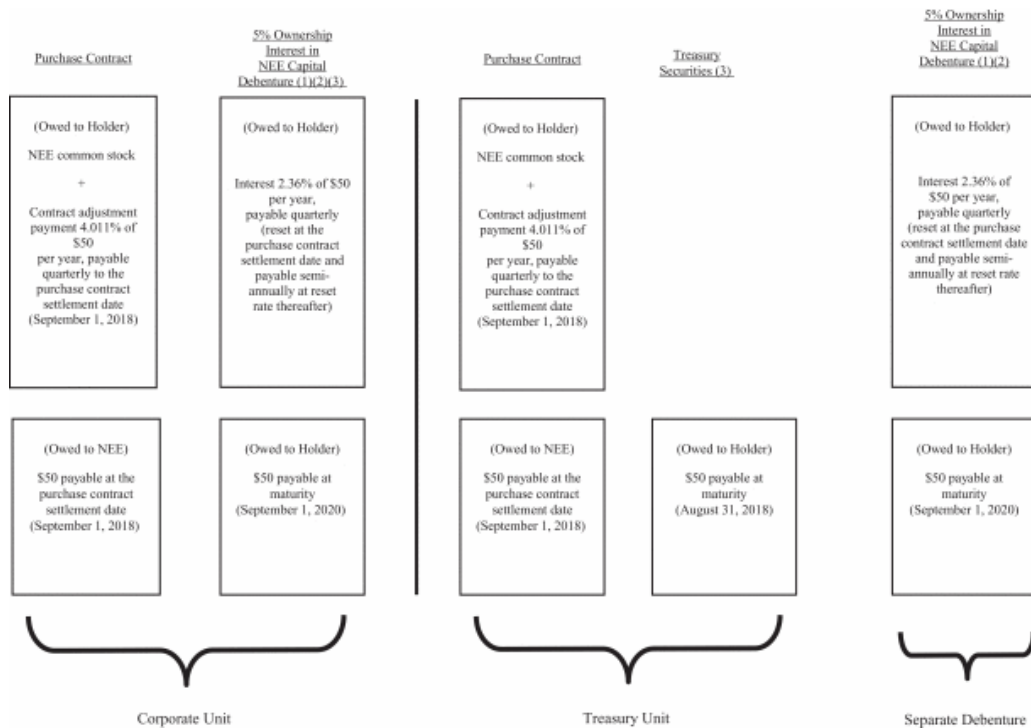 Purchase Contract
5% Ownership
Interest in
NEE Capital
Debenture (1)(2)(3)
Purchase Contract
Treasury
Securities (3)
5% Ownership
Interest in
NEE Capital
Debenture (1)(2)
(Owed to Holder)
NEE common stock
+
Contract adjustment
payment 4.011% of
$50
per year, payable
quarterly to the
purchase contract
settlement date
(September 1, 2018)
(Owed to Holder)
Interest 2.36% of $50
per year,
payable quarterly
(reset at the
purchase contract
settlement date and
payable semi-
annually at reset
rate thereafter)
(Owed to Holder)
NEE common stock
+
Contract adjustment
payment 4.011% of
$50
per year, payable
quarterly to the
purchase contract
settlement date
(September 1, 2018)
(Owed to Holder)
Interest 2.36% of
$50 per year,
payable quarterly
(reset at the purchase
contract settlement date
and payable semi-
annually at reset rate
thereafter)
(Owed to NEE)
$50 payable at the
purchase contract
settlement date
(September 1, 2018)
(Owed to Holder)
$50 payable at
maturity
(September 1, 2020)
(Owed to NEE)
$50 payable at the
purchase contract
settlement date
(September 1, 2018)
(Owed to Holder)
$50 payable at
maturity
(August 31, 2018)
(Owed to Holder)
$50 payable at
maturity
(September 1, 2020)
Corporate Unit
Treasury Unit
Separate Debenture